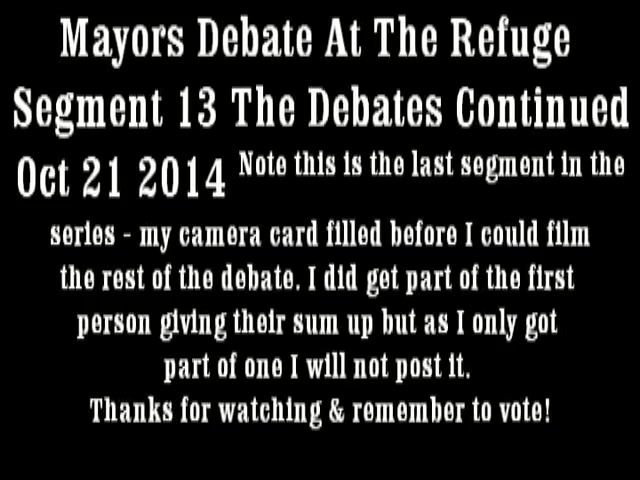 Mayors Debate At The Refuge
Segment 13 The Debates Continued
Oct 21 2014 Note this is the last segment in the
series - my camera card filled before I could film
the rest of the debate. I did get part of the first
person giving their sum up but as I only got
part of one I will not post it.
Thanks for watching & remember to vote!